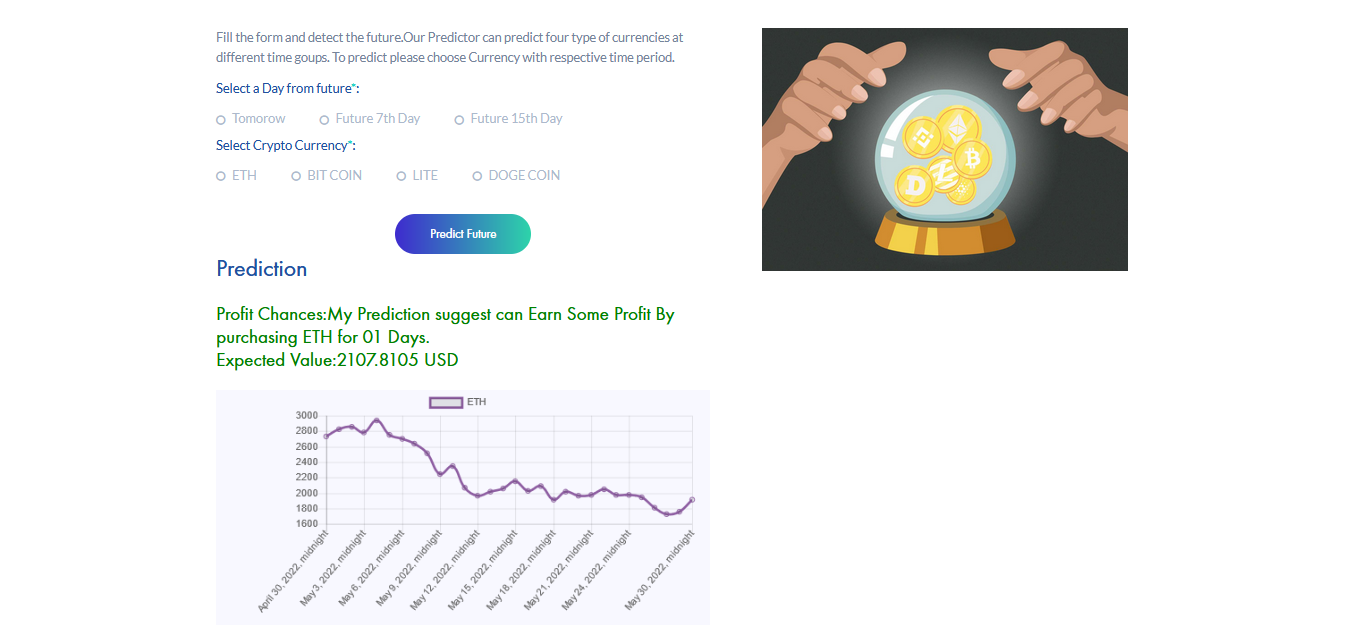 Fill the form and detect the future.Our Predictor can predict four type of currencies at
different time goups. To predict please choose Currency with respective time period.
Select a Day from future*:
Tomorow Future 7th Day Future 15th Day
Select Crypto Currency*:
ETH BIT COIN LITE DOGE COIN
Predict Future
Prediction
Profit Chances:My Prediction suggest can Earn Some Profit By
purchasing ETH for 01 Days.
Expected Value:2107.8105 USD
ETH
3000
2800
2600
2400
2200
2000
1800
1600
April 30, 2022, midnight
May 3, 2022, midnight
May 6, 2022, midnight
May 9, 2022, midnight
May 12, 2022, midnight
May 15, 2022, midnight
May 18, 2022, midnight
May 21, 2022, midnight
May 24, 2022, midnight
May 30, 2022, midnight